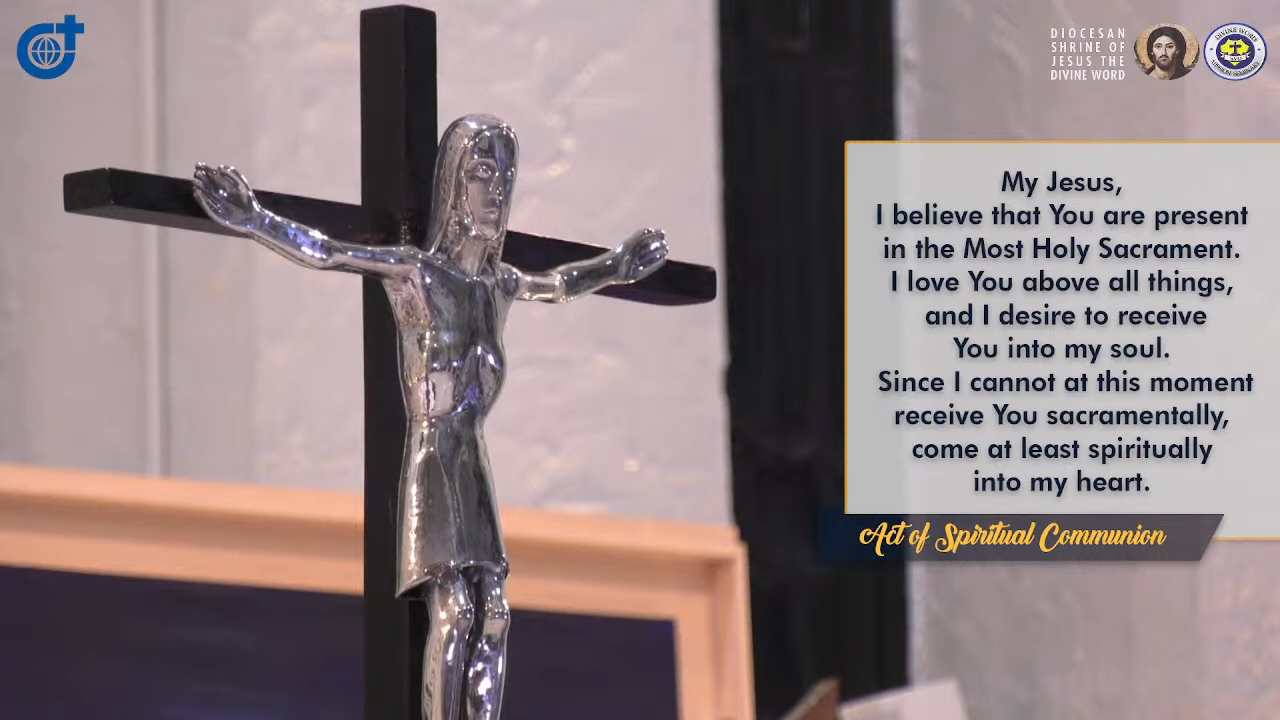 DIOCESAN
SHRINE OF
JESUS THE
DIVINE WORD
My Jesus,
I believe that You are present
in the Most Holy Sacrament.
I love You above all things,
and I desire to receive
You into my soul.
Since I cannot at this moment
receive You sacramentally,
come at least spiritually
into my heart.
Act of Spiritual Communion